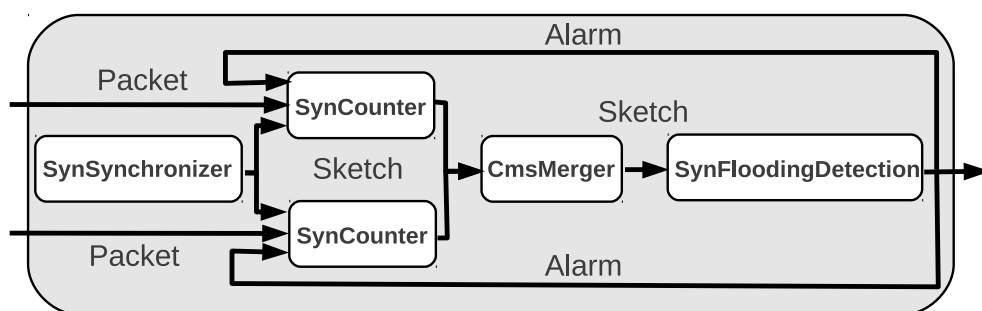 Alarm
Packet
SynCounter
Sketch
SynSynchronizer
Sketch
CmsMerger
SynFloodingDetection
SynCounter
Packet
Alarm